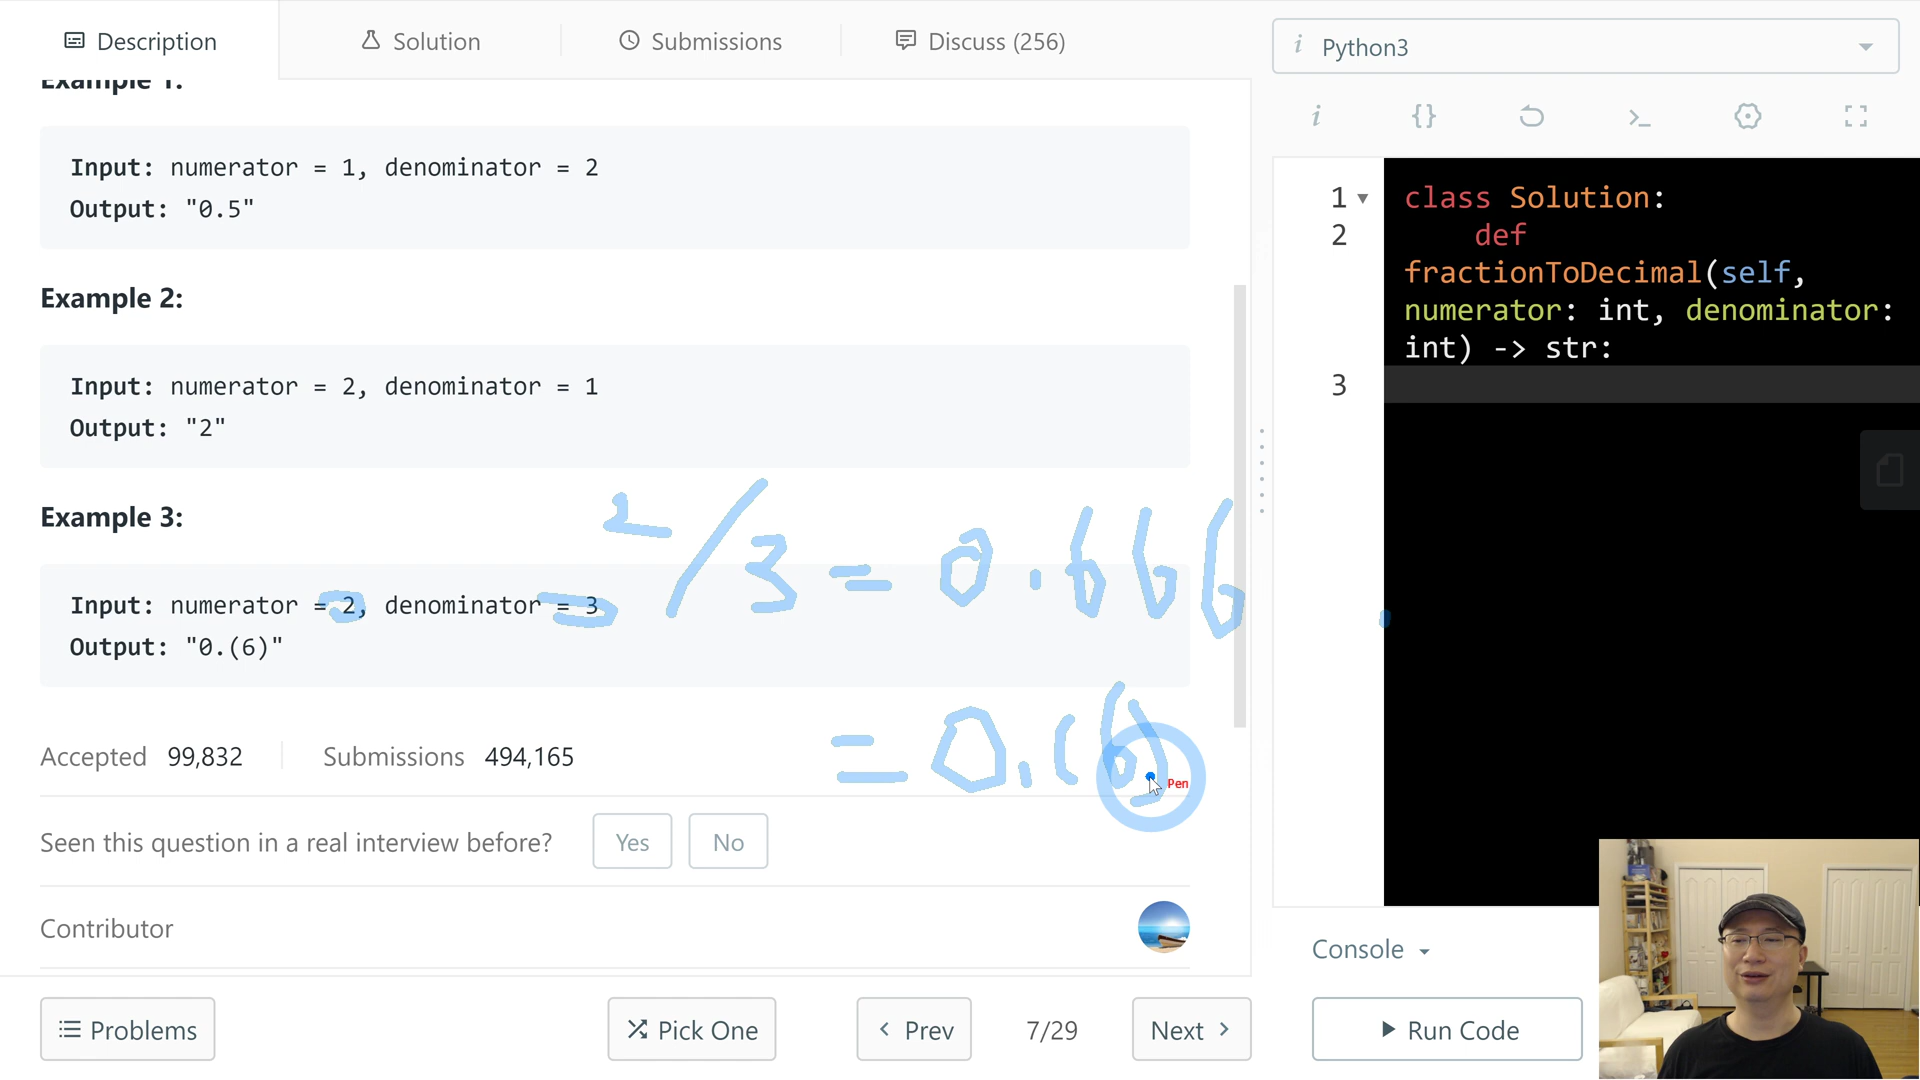 Description
Solution
Submissions
Discuss (256)
Example 1:
Input: numerator = 1, denominator = 2
Output: "0.5"
Example 2:
Input: numerator = 2, denominator = 1
Output: "2"
Example 3:
2/3 = 0.666
Input: numerator = 2, denominator = 3
Output: "0.(6)"
= 0.(6)
Pen
Accepted 99,832
Submissions 494,165
Seen this question in a real interview before?
Yes
No
Contributor
Problems
Pick One
Prev
7/29
Next
i Python3
i {} >_
1 class Solution:
2 def
fractionToDecimal(self,
numerator: int, denominator:
int) -> str:
3
Console
Run Code